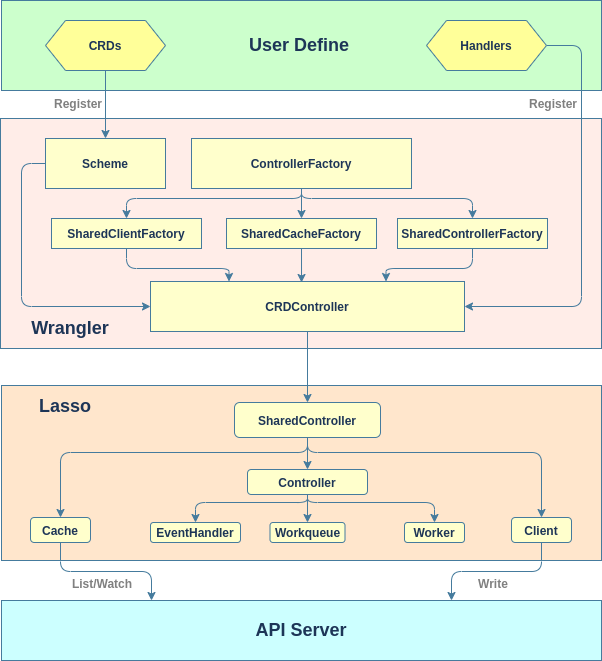 CRDs
User Define
Handlers
Register
Register
Scheme
ControllerFactory
SharedClientFactory
SharedCacheFactory
SharedControllerFactory
CRDController
Wrangler
Lasso
SharedController
Controller
Cache
EventHandler
Workqueue
Worker
Client
List/Watch
Write
API Server